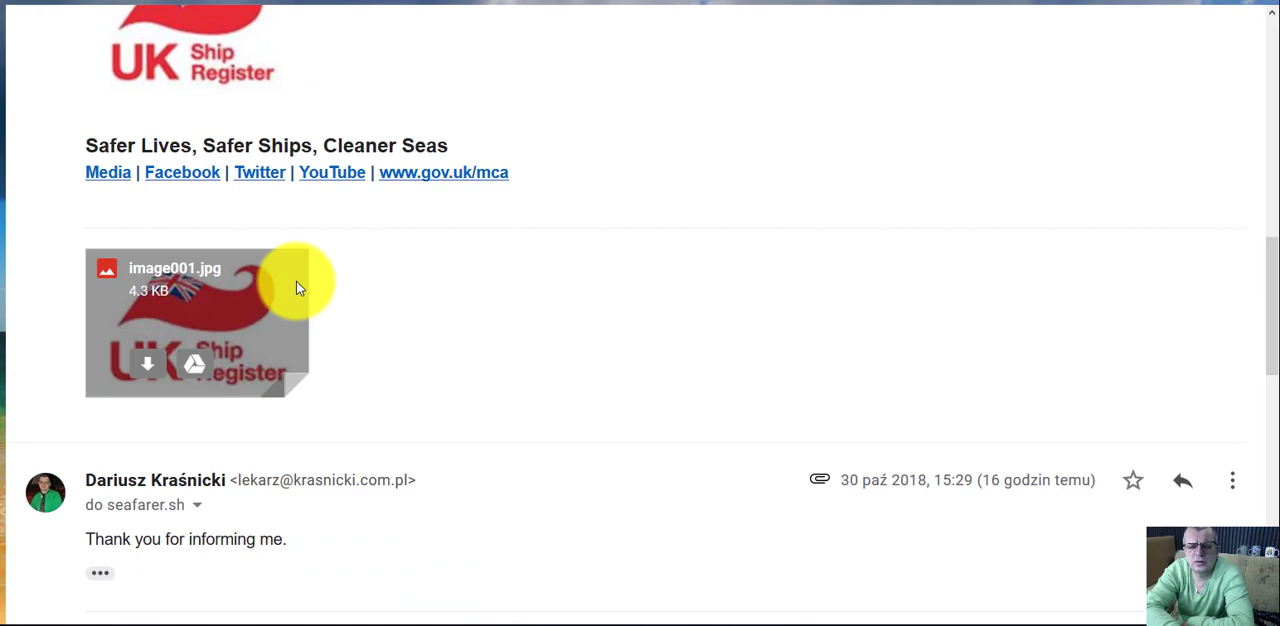 UK Ship
Register
Safer Lives, Safer Ships, Cleaner Seas
Media | Facebook | Twitter | YouTube | www.gov.uk/mca
image001.jpg
4.3 KB
UK Ship
Register
Dariusz Kraśnicki <lekarz@krasnicki.com.pl>
30 paź 2018, 15:29 (16 godzin temu)
do seafarer.sh
Thank you for informing me.